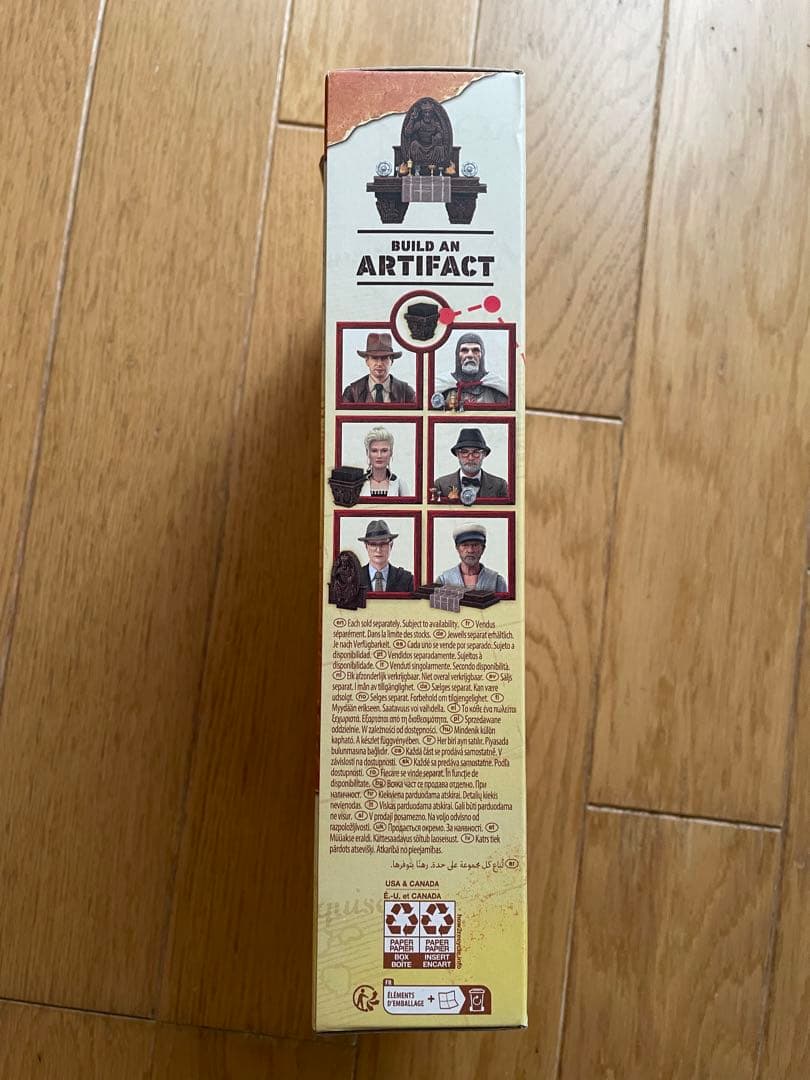 BUILD AN
ARTIFACT
en Each sold separately. Subject to availability. fr Vendus
séparément. Dans la limite des stocks. de Jeweils separat erhältlich.
Je nach Verfügbarkeit. es Cada uno se vende por separado. Sujeto a
disponibilidad. pt Vendidos separadamente. Sujeitos à
disponibilidade. it Venduti singolarmente. Secondo disponibilità.
nl Elk afzonderlijk verkrijgbaar. Niet overal verkrijgbaar. sv Säljs
separat. I mån av tillgänglighet. da Sælges separat. Kan være
udsolgt. no Selges separat. Forbehold om tilgjengelighet. fi
Myydään erikseen. Saatavuus voi vaihdella. el Το καθε ένα πωλείται
ξεχωριστά. Εξαρτάται από τη διαθεσιμότητα. pl Sprzedawane
oddzielnie. W zależności od dostępności. hu Mindenik külön
kapható. A készlet függvényében. tr Her biri ayrı satılır. Piyasada
bulunmasına bağlıdır. cs Každá část se prodává samostatně. V
závislosti na dostupnosti. sk Každé sa predáva samostatne. Podľa
dostupnosti. ro Fiecare se vinde separat. În funcție de
disponibilitate. bg Всяка част се продава отделно. При
наличност. hr Kiekviena parduodama atskirai. Detalių kiekis
nevienodas. lt Viskas parduodama atskirai. Gali būti parduodama
ne visur. sl V prodaji posamezno. Na voljo odvisno od
razpoložljivosti. uk Продається окремо. За наявності. et
Müüakse eraldi. Kättesaadavus sõltub laoseisust. lv Katrs tiek
pārdots atsevišķi. Atkarībā no pieejamības.
ar تُباع كل مجموعة على حدة. رهنًا بتوفرها.
USA & CANADA
É.-U. et CANADA
how2recycle.info
PAPER PAPER
PAPIER PAPIER
BOX INSERT
BOÎTE ENCART
FR
ÉLÉMENTS
D'EMBALLAGE +